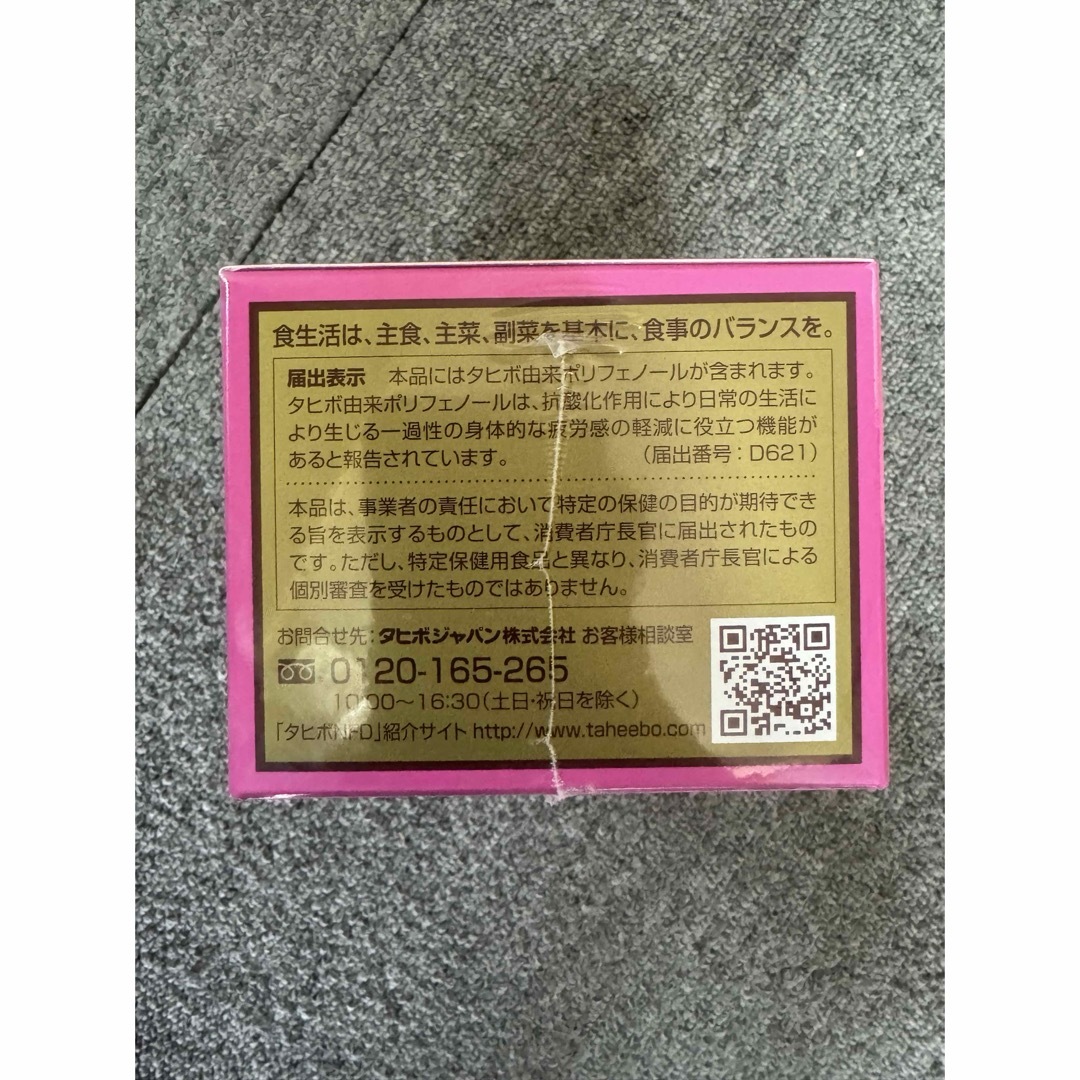 食生活は、主食、主菜、副菜を基本に、食事のバランスを。
届出表示 本品にはタヒボ由来ポリフェノールが含まれます。
タヒボ由来ポリフェノールは、抗酸化作用により日常の生活に
より生じる一過性の身体的な疲労感の軽減に役立つ機能が
あると報告されています。 (届出番号:D621)
本品は、事業者の責任において特定の保健の目的が期待でき
る旨を表示するものとして、消費者庁長官に届出されたもの
です。ただし、特定保健用食品と異なり、消費者庁長官による
個別審査を受けたものではありません。
お問合せ先:タヒボジャパン株式会社 お客様相談室
0120-165-265
10:00〜16:30(土日・祝日を除く)
「タヒボNFD」紹介サイト http://www.taheebo.com